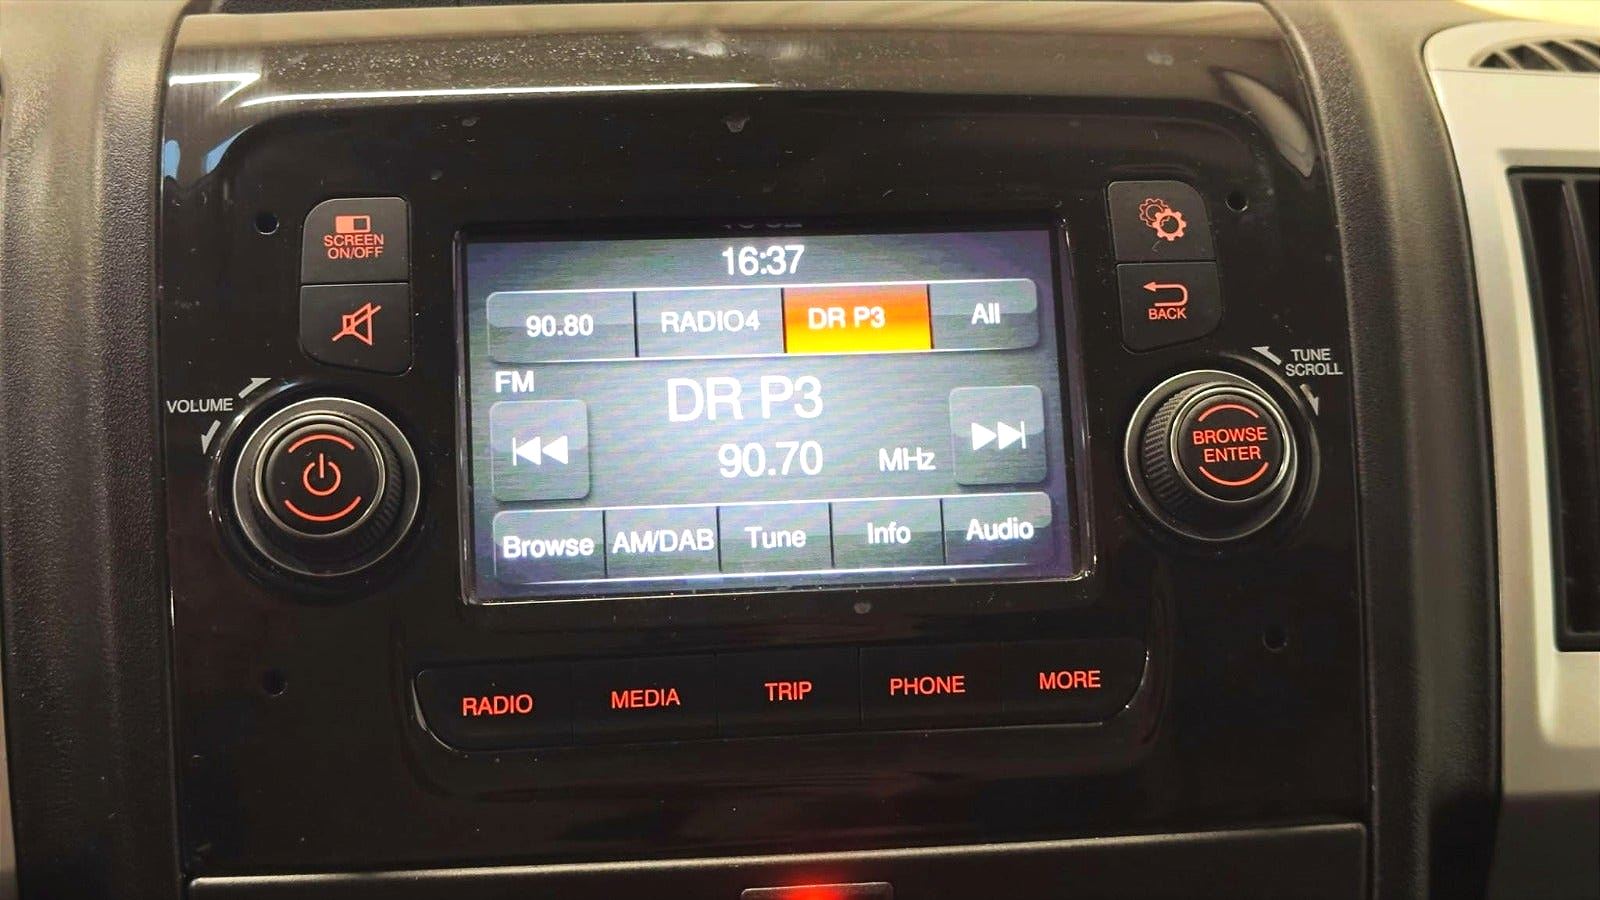 SCREEN
ON/OFF
VOLUME
16:37
90.80 RADIO4 DR P3 All
FM
DR P3
90.70 MHz
Browse AM/DAB Tune Info Audio
BACK
TUNE
SCROLL
BROWSE
ENTER
RADIO MEDIA TRIP PHONE MORE